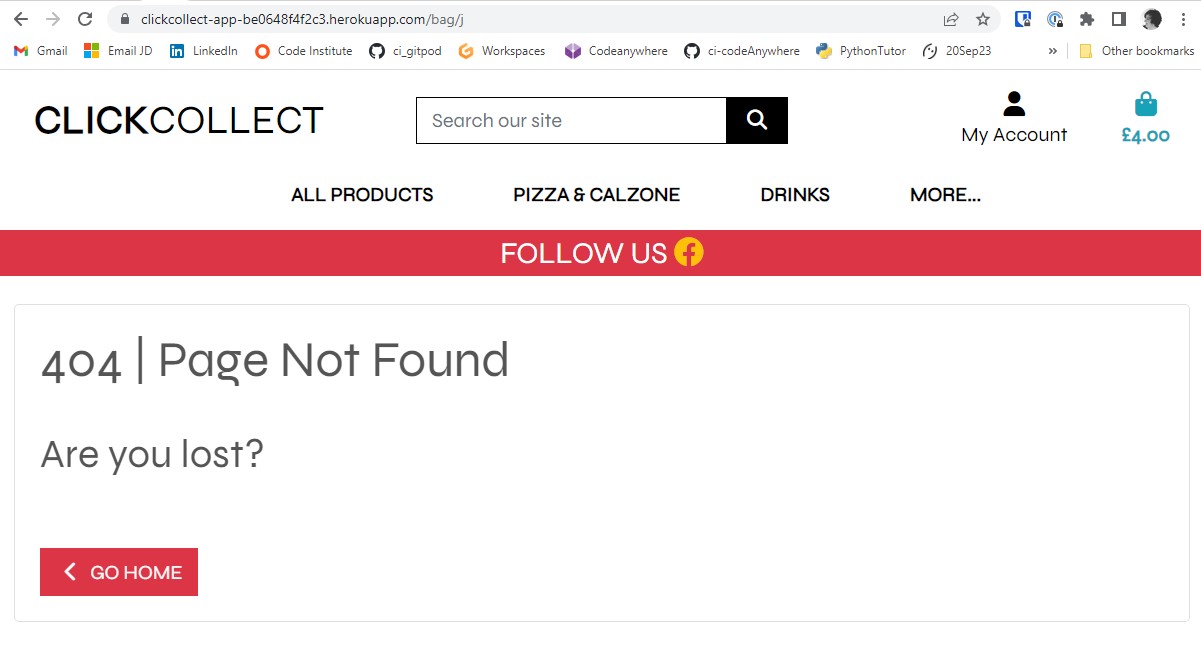 clickcollect-app-be0648f4f2c3.herokuapp.com/bag/j
Gmail Email JD LinkedIn Code Institute ci_gitpod Workspaces Codeanywhere ci-codeAnywhere PythonTutor 20Sep23 » Other bookmarks
CLICKCOLLECT
Search our site
My Account
£4.00
ALL PRODUCTS PIZZA & CALZONE DRINKS MORE...
FOLLOW US
404 | Page Not Found
Are you lost?
GO HOME